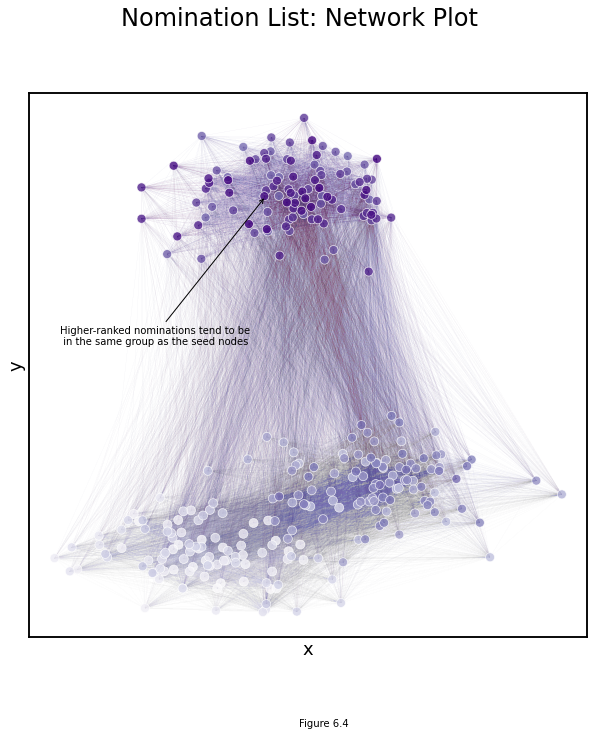 Nomination List: Network Plot
Higher-ranked nominations tend to be
in the same group as the seed nodes
y
x
Figure 6.4